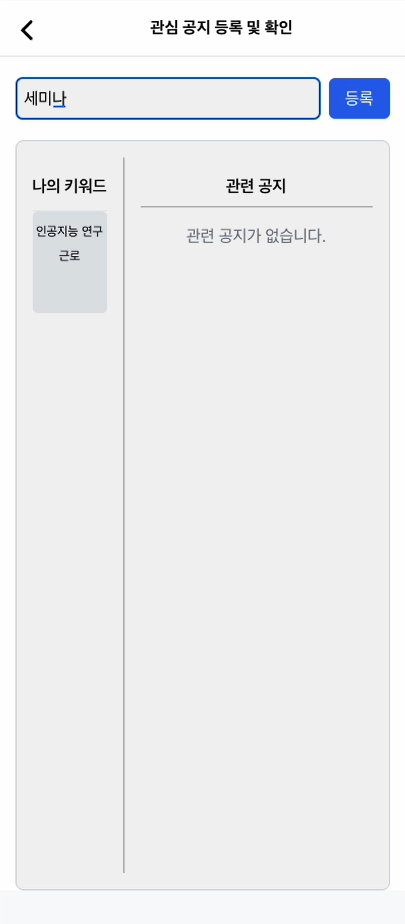 관심 공지 등록 및 확인
세미나
등록
나의 키워드
인공지능 연구
근로
관련 공지
관련 공지가 없습니다.